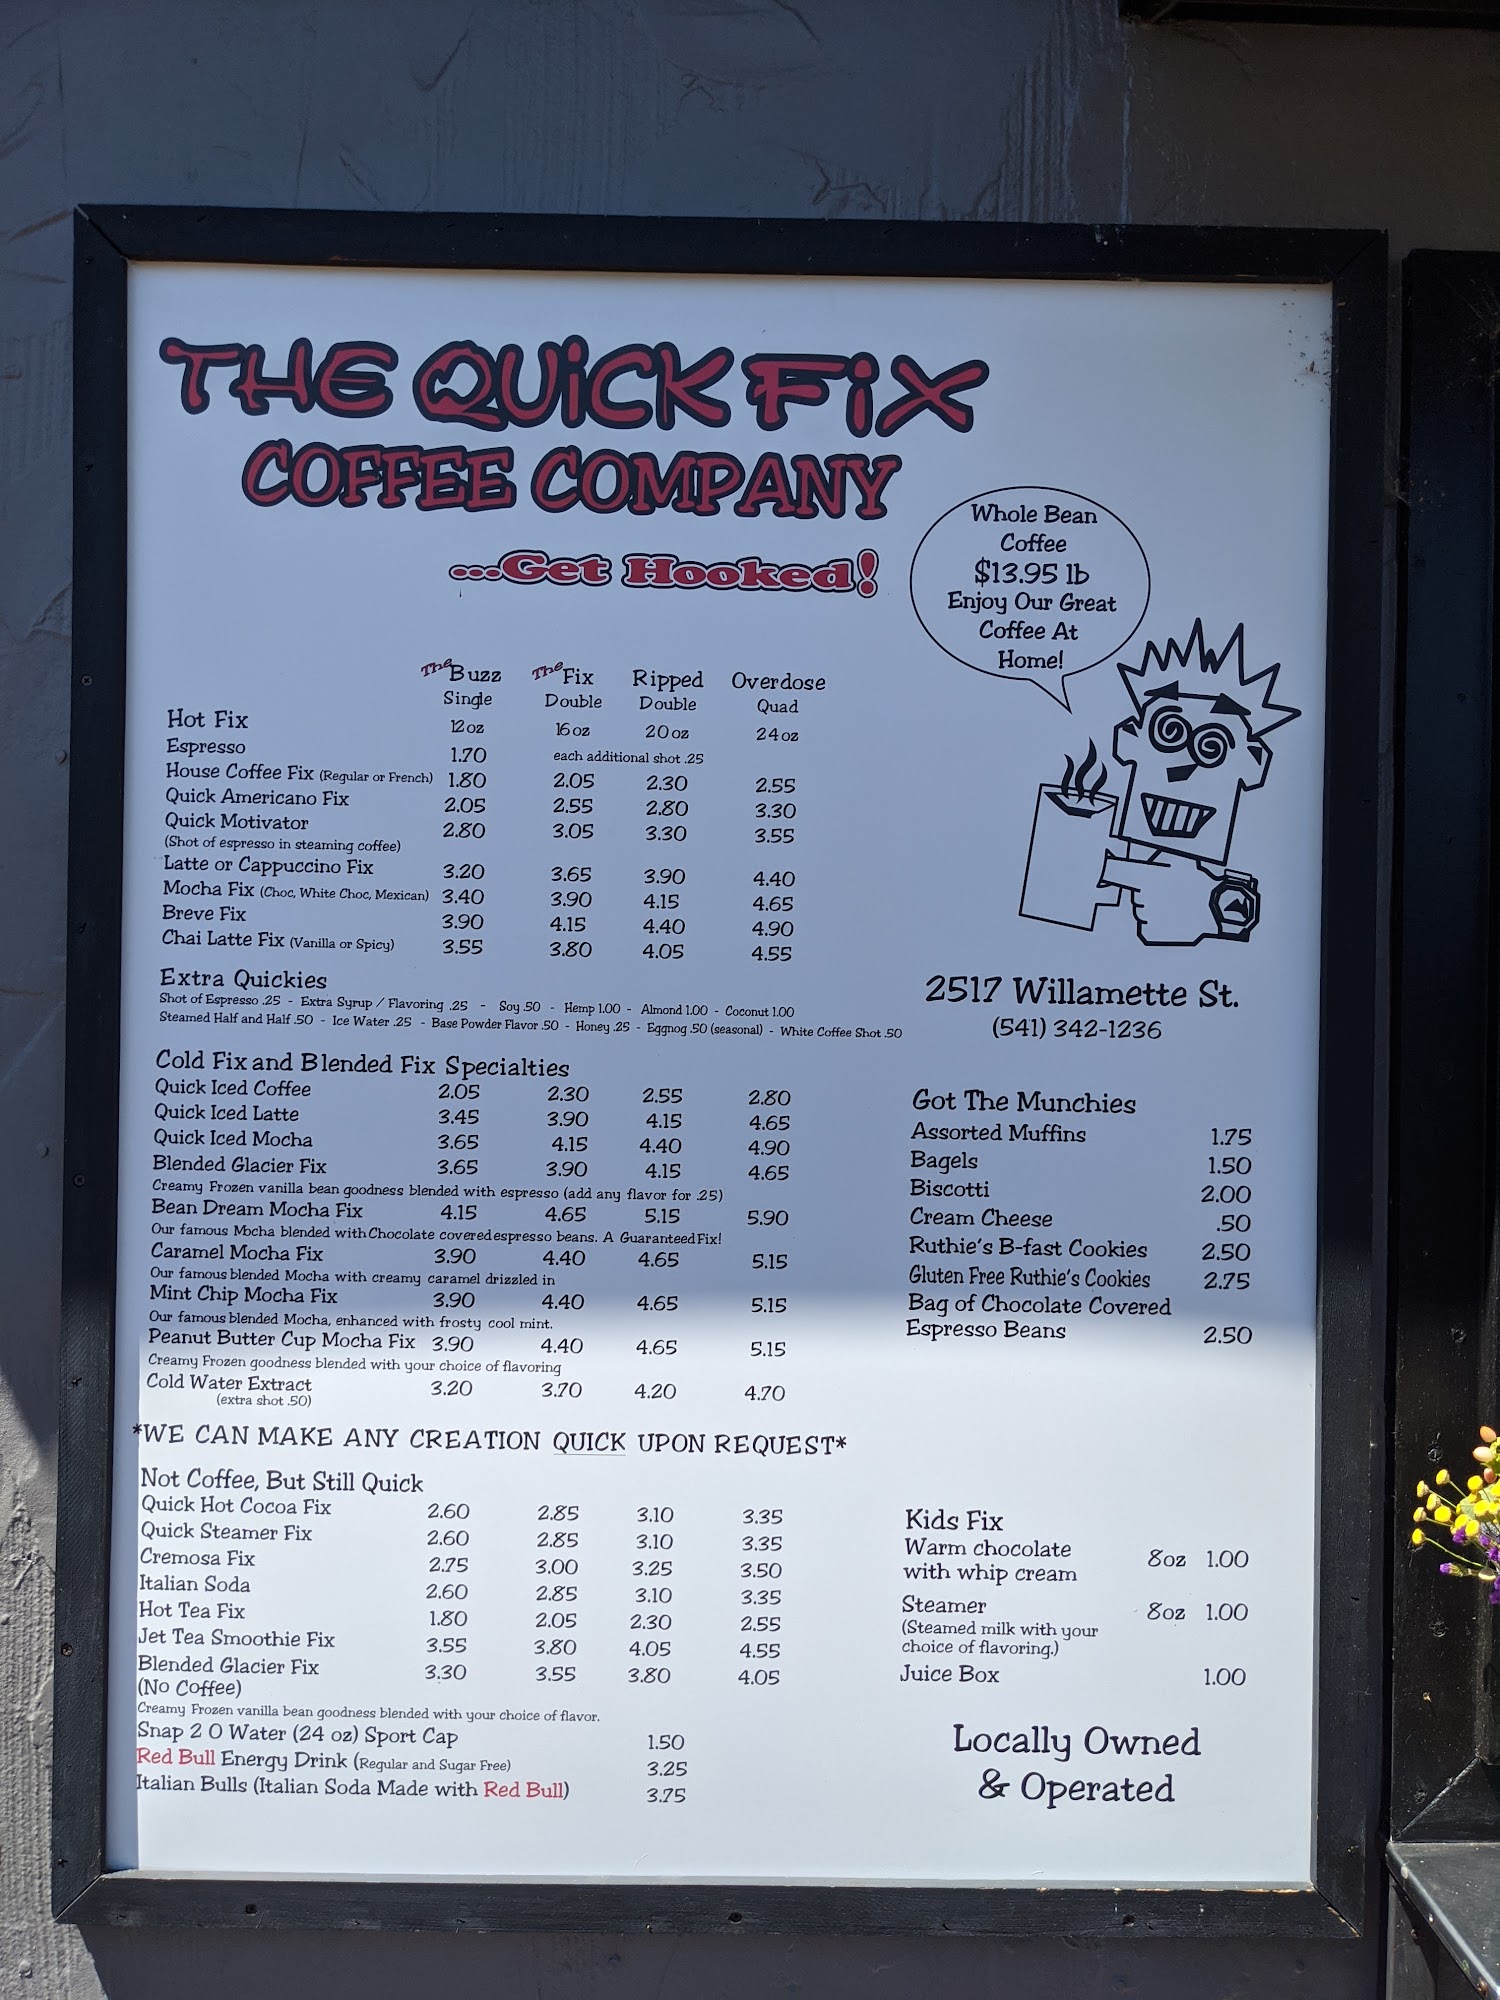 THE QUiCK FiX
COFFEE COMPANY
...Get Hooked!
Whole Bean
Coffee
$13.95 lb
Enjoy Our Great
Coffee At
Home!
The Buzz The Fix Ripped Overdose
Single Double Double Quad
Hot Fix 12oz 16oz 20oz 24oz
Espresso 1.70 each additional shot .25
House Coffee Fix (Regular or French) 1.80 2.05 2.30 2.55
Quick Americano Fix 2.05 2.55 2.80 3.30
Quick Motivator 2.80 3.05 3.30 3.55
(Shot of espresso in steaming coffee)
Latte or Cappuccino Fix 3.20 3.65 3.90 4.40
Mocha Fix (Choc, White Choc, Mexican) 3.40 3.90 4.15 4.65
Breve Fix 3.90 4.15 4.40 4.90
Chai Latte Fix (Vanilla or Spicy) 3.55 3.80 4.05 4.55
Extra Quickies
Shot of Espresso .25 - Extra Syrup / Flavoring .25 - Soy .50 - Hemp 1.00 - Almond 1.00 - Coconut 1.00
Steamed Half and Half .50 - Ice Water .25 - Base Powder Flavor .50 - Honey .25 - Eggnog .50 (seasonal) - White Coffee Shot .50
Cold Fix and Blended Fix Specialties
Quick Iced Coffee 2.05 2.30 2.55 2.80
Quick Iced Latte 3.45 3.90 4.15 4.65
Quick Iced Mocha 3.65 4.15 4.40 4.90
Blended Glacier Fix 3.65 3.90 4.15 4.65
Creamy Frozen vanilla bean goodness blended with espresso (add any flavor for .25)
Bean Dream Mocha Fix 4.15 4.65 5.15 5.90
Our famous Mocha blended with Chocolate covered espresso beans. A Guaranteed Fix!
Caramel Mocha Fix 3.90 4.40 4.65 5.15
Our famous blended Mocha with creamy caramel drizzled in
Mint Chip Mocha Fix 3.90 4.40 4.65 5.15
Our famous blended Mocha, enhanced with frosty cool mint.
Peanut Butter Cup Mocha Fix 3.90 4.40 4.65 5.15
Creamy Frozen goodness blended with your choice of flavoring
Cold Water Extract 3.20 3.70 4.20 4.70
(extra shot .50)
*WE CAN MAKE ANY CREATION QUICK UPON REQUEST*
Not Coffee, But Still Quick
Quick Hot Cocoa Fix 2.60 2.85 3.10 3.35
Quick Steamer Fix 2.60 2.85 3.10 3.35
Cremosa Fix 2.75 3.00 3.25 3.50
Italian Soda 2.60 2.85 3.10 3.35
Hot Tea Fix 1.80 2.05 2.30 2.55
Jet Tea Smoothie Fix 3.55 3.80 4.05 4.55
Blended Glacier Fix 3.30 3.55 3.80 4.05
(No Coffee)
Creamy Frozen vanilla bean goodness blended with your choice of flavor.
Snap 2 O Water (24 oz) Sport Cap 1.50
Red Bull Energy Drink (Regular and Sugar Free) 3.25
Italian Bulls (Italian Soda Made with Red Bull) 3.75
2517 Willamette St.
(541) 342-1236
Got The Munchies
Assorted Muffins 1.75
Bagels 1.50
Biscotti 2.00
Cream Cheese .50
Ruthie's B-fast Cookies 2.50
Gluten Free Ruthie's Cookies 2.75
Bag of Chocolate Covered
Espresso Beans 2.50
Kids Fix
Warm chocolate
with whip cream 8oz 1.00
Steamer 8oz 1.00
(Steamed milk with your
choice of flavoring.)
Juice Box 1.00
Locally Owned
& Operated